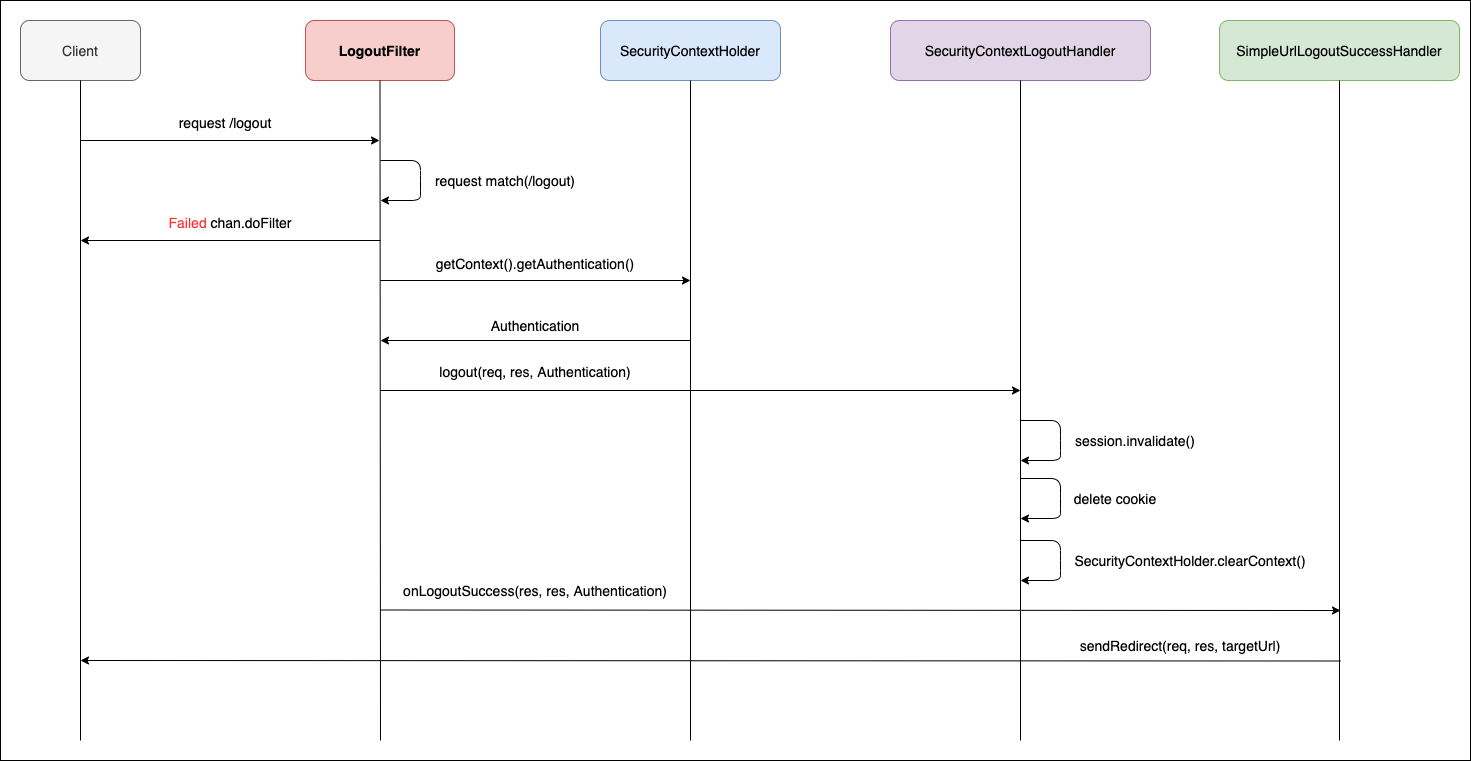 Client
LogoutFilter
SecurityContextHolder
SecurityContextLogoutHandler
SimpleUrlLogoutSuccessHandler
request /logout
request match(/logout)
Failed chan.doFilter
getContext().getAuthentication()
Authentication
logout(req, res, Authentication)
session.invalidate()
delete cookie
SecurityContextHolder.clearContext()
onLogoutSuccess(res, res, Authentication)
sendRedirect(req, res, targetUrl)